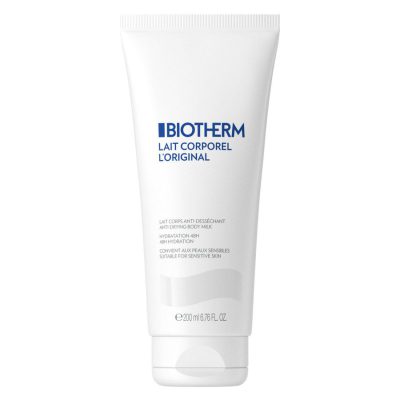 BIOTHERM
LAIT CORPOREL
L'ORIGINAL
LAIT CORPS ANTI-DESSÉCHANT
ANTI-DRYING BODY MILK
HYDRATATION 48H
48H HYDRATION
CONVIENT AUX PEAUX SENSIBLES
SUITABLE FOR SENSITIVE SKIN
℮ 200 ml 6.76 FL. OZ.